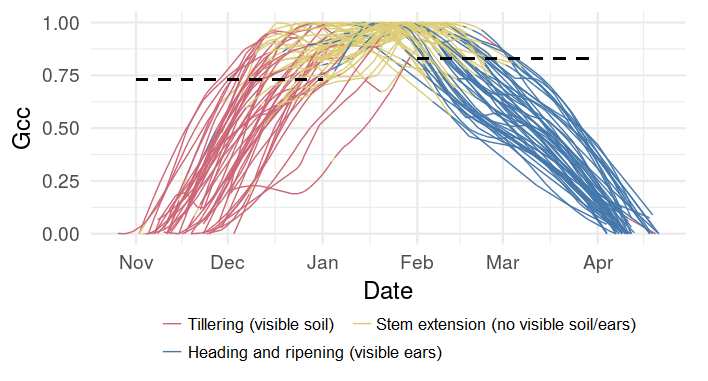 1.00
0.75
0.50
0.25
0.00
Gcc
Nov Dec Jan Feb Mar Apr
Date
Tillering (visible soil) Stem extension (no visible soil/ears)
Heading and ripening (visible ears)